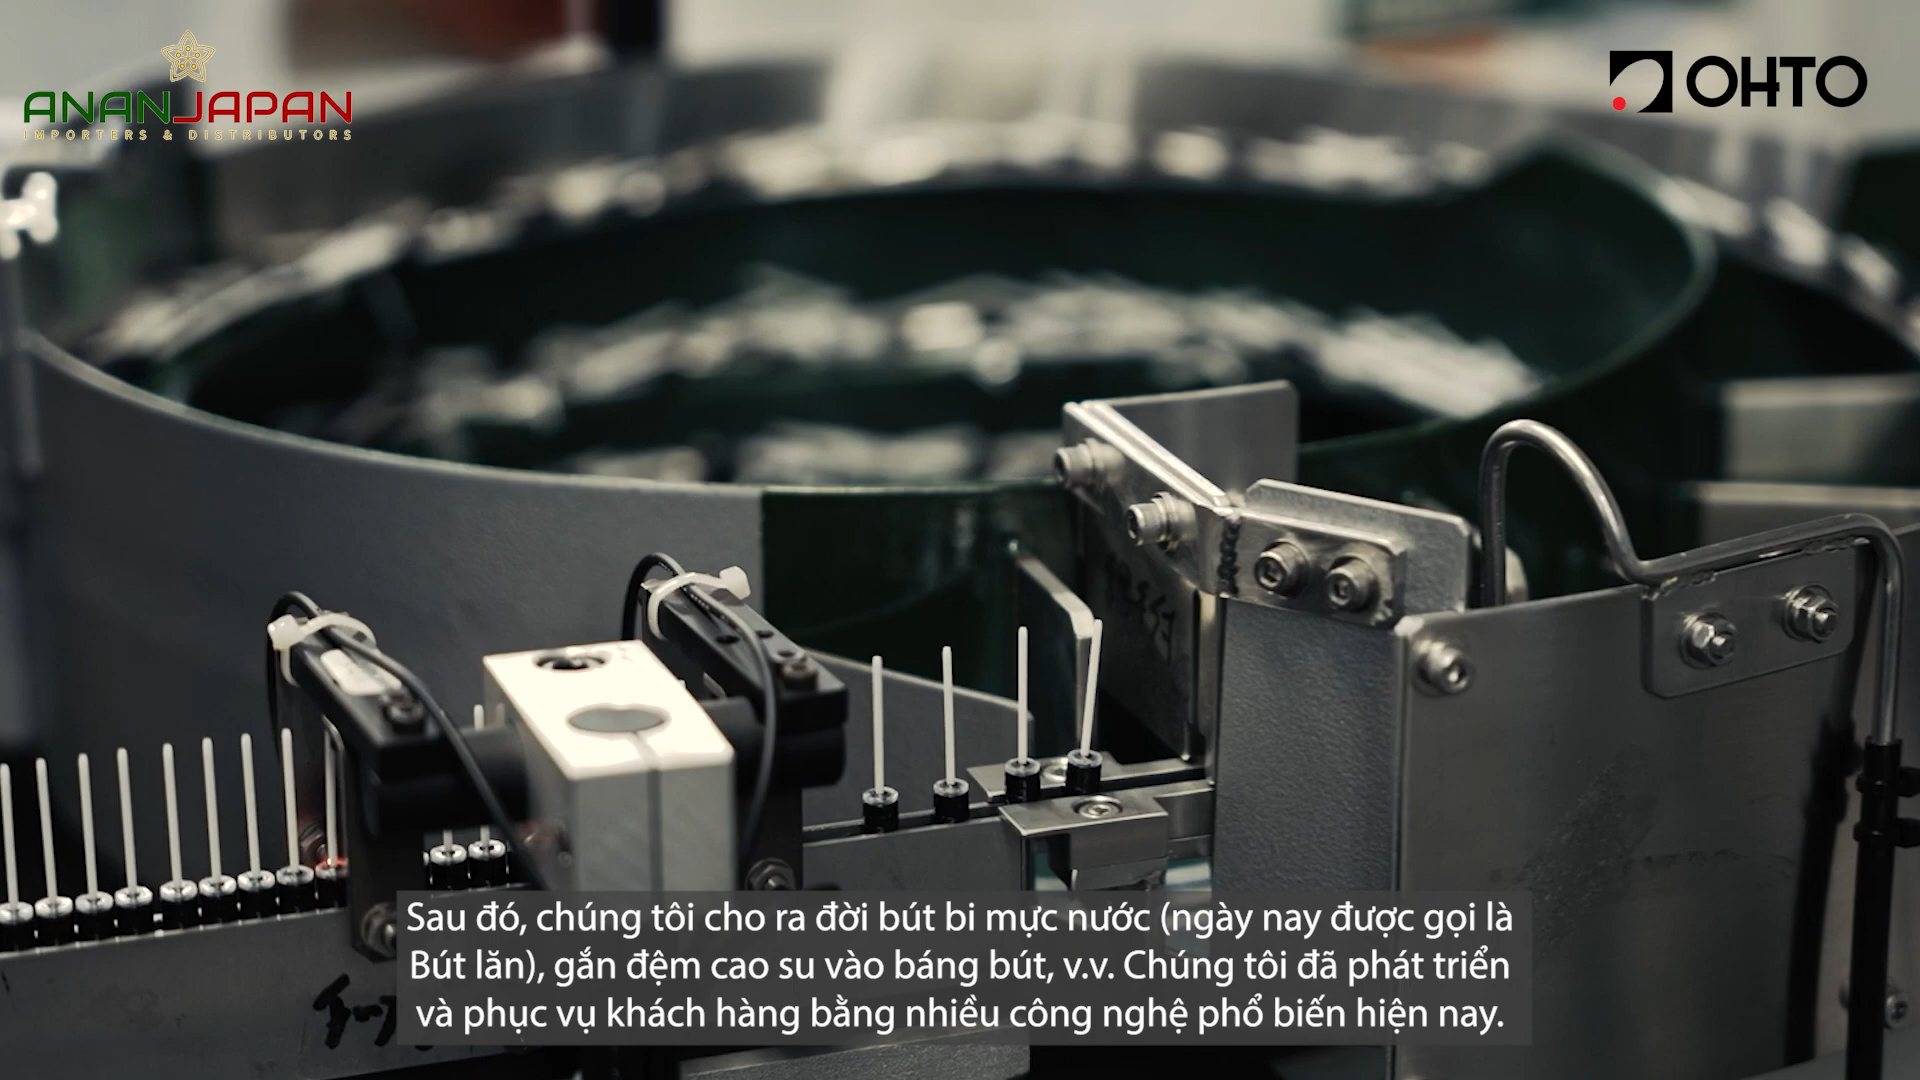 ANANJAPAN
IMPORTERS & DISTRIBUTORS
OHTO
Sau đó, chúng tôi cho ra đời bút bi mực nước (ngày nay được gọi là
Bút lăn), gắn đệm cao su vào báng bút, v.v. Chúng tôi đã phát triển
và phục vụ khách hàng bằng nhiều công nghệ phổ biến hiện nay.